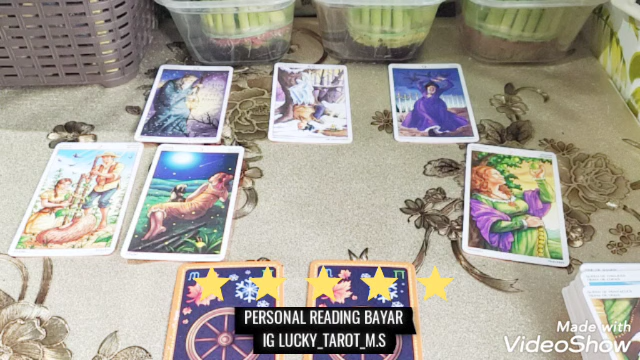 PERSONAL READING BAYAR
IG LUCKY_TAROT_M.S
Made with
VideoShow